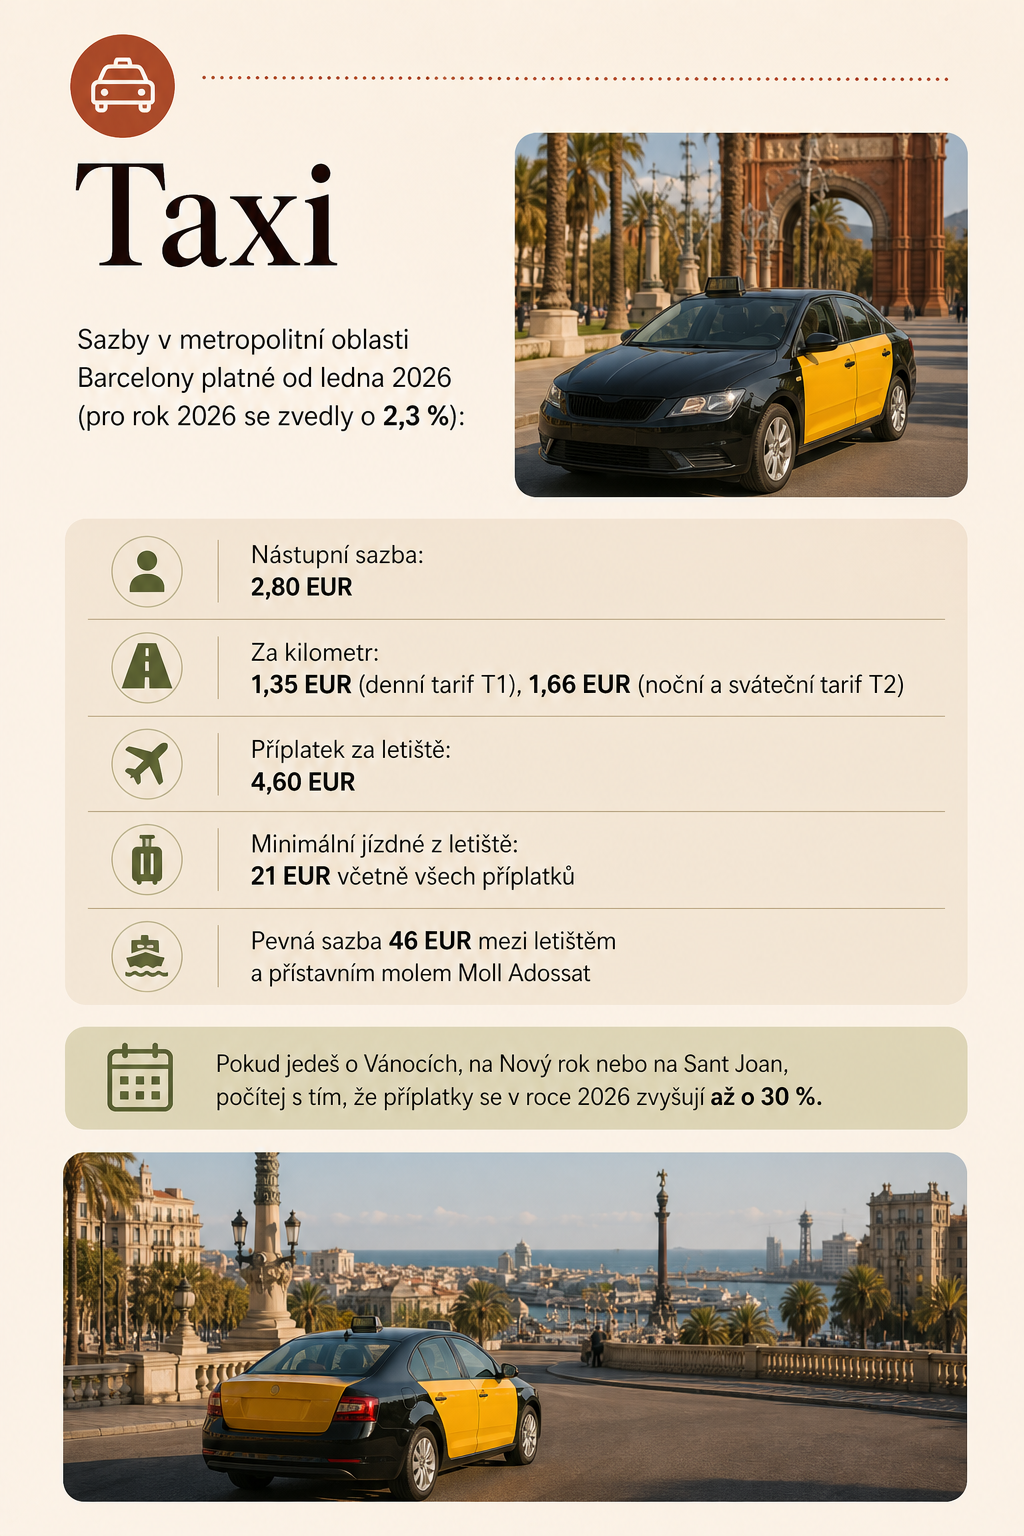 Taxi
Sazby v metropolitní oblasti
Barcelony platné od ledna 2026
(pro rok 2026 se zvedly o 2,3 %):
Nástupní sazba:
2,80 EUR
Za kilometr:
1,35 EUR (denní tarif T1), 1,66 EUR (noční a sváteční tarif T2)
Příplatek za letiště:
4,60 EUR
Minimální jízdné z letiště:
21 EUR včetně všech příplatků
Pevná sazba 46 EUR mezi letištěm
a přístavním molem Moll Adossat
Pokud jedeš o Vánocích, na Nový rok nebo na Sant Joan,
počítej s tím, že příplatky se v roce 2026 zvyšují až o 30 %.